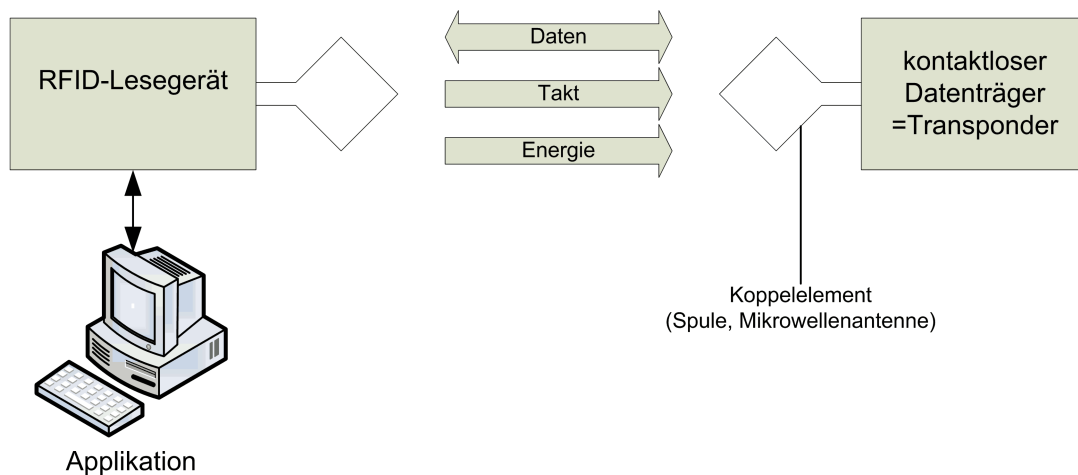 RFID-Lesegerät
Daten
Takt
Energie
kontaktloser
Datenträger
=Transponder
Koppelelement
(Spule, Mikrowellenantenne)
Applikation